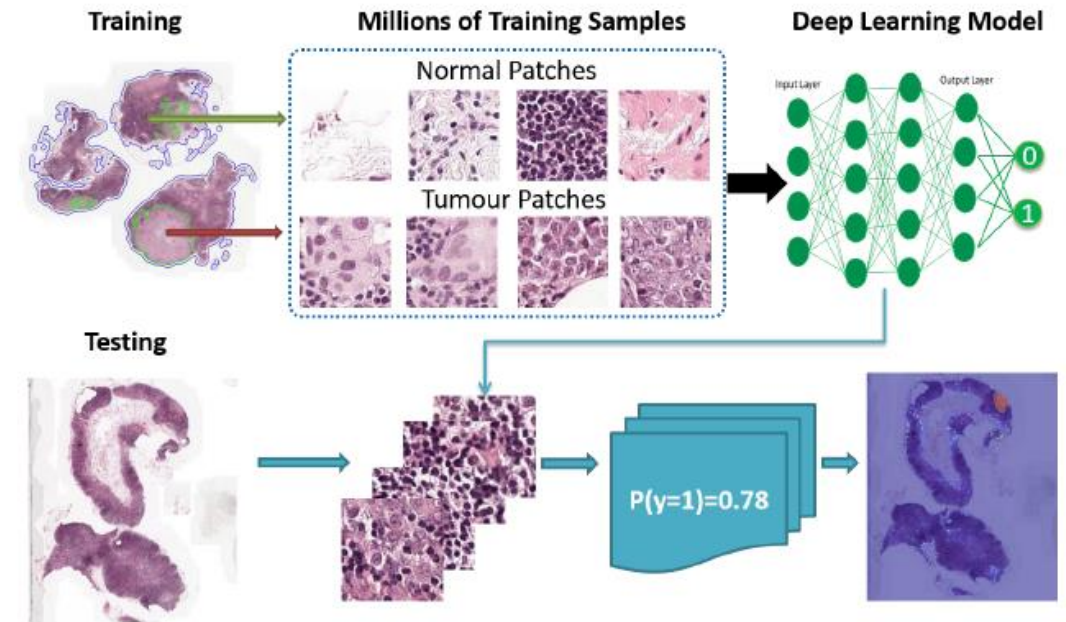 Training
Millions of Training Samples
Deep Learning Model
Normal Patches
Input Layer
Output Layer
0
Tumour Patches
1
Testing
P(y=1)=0.78